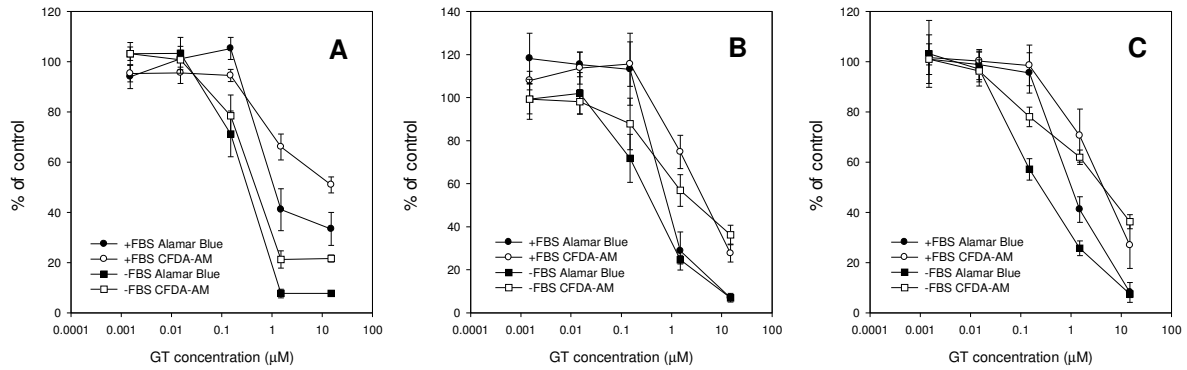 A
120
100
80
60
40
20
0
% of control
+FBS Alamar Blue
+FBS CFDA-AM
-FBS Alamar Blue
-FBS CFDA-AM
0.0001 0.001 0.01 0.1 1 10 100
GT concentration (μM)
B
140
120
100
80
60
40
20
0
% of control
+FBS Alamar Blue
+FBS CFDA-AM
-FBS Alamar Blue
-FBS CFDA-AM
0.0001 0.001 0.01 0.1 1 10 100
GT concentration (μM)
C
120
100
80
60
40
20
0
% of control
+FBS Alamar Blue
+FBS CFDA-AM
-FBS Alamar Blue
-FBS CFDA-AM
0.0001 0.001 0.01 0.1 1 10 100
GT concentration (μM)